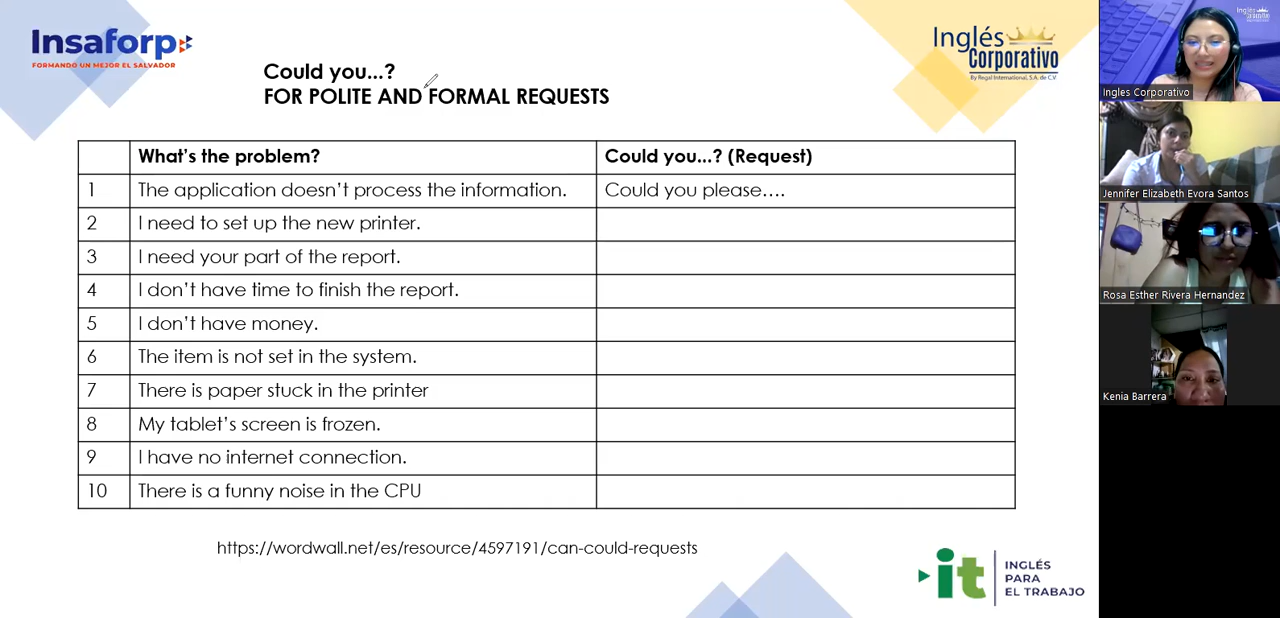 Insaforp
FORMANDO UN MEJOR EL SALVADOR
Could you...?
FOR POLITE AND FORMAL REQUESTS
Inglés
Corporativo
By Regal International, S.A. de C.V
What's the problem? Could you...? (Request)
1 The application doesn't process the information. Could you please....
2 I need to set up the new printer.
3 I need your part of the report.
4 I don't have time to finish the report.
5 I don't have money.
6 The item is not set in the system.
7 There is paper stuck in the printer
8 My tablet's screen is frozen.
9 I have no internet connection.
10 There is a funny noise in the CPU
https://wordwall.net/es/resource/4597191/can-could-requests
it
INGLÉS
PARA
EL TRABAJO
Ingles Corporativo
Jennifer Elizabeth Evora Santos
Rosa Esther Rivera Hernandez
Kenia Barrera